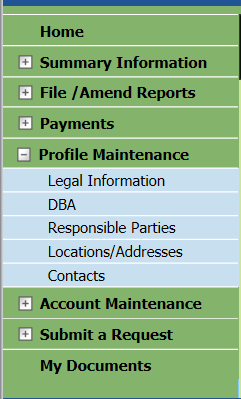 Home
Summary Information
File /Amend Reports
Payments
Profile Maintenance
Legal Information
DBA
Responsible Parties
Locations/Addresses
Contacts
Account Maintenance
Submit a Request
My Documents